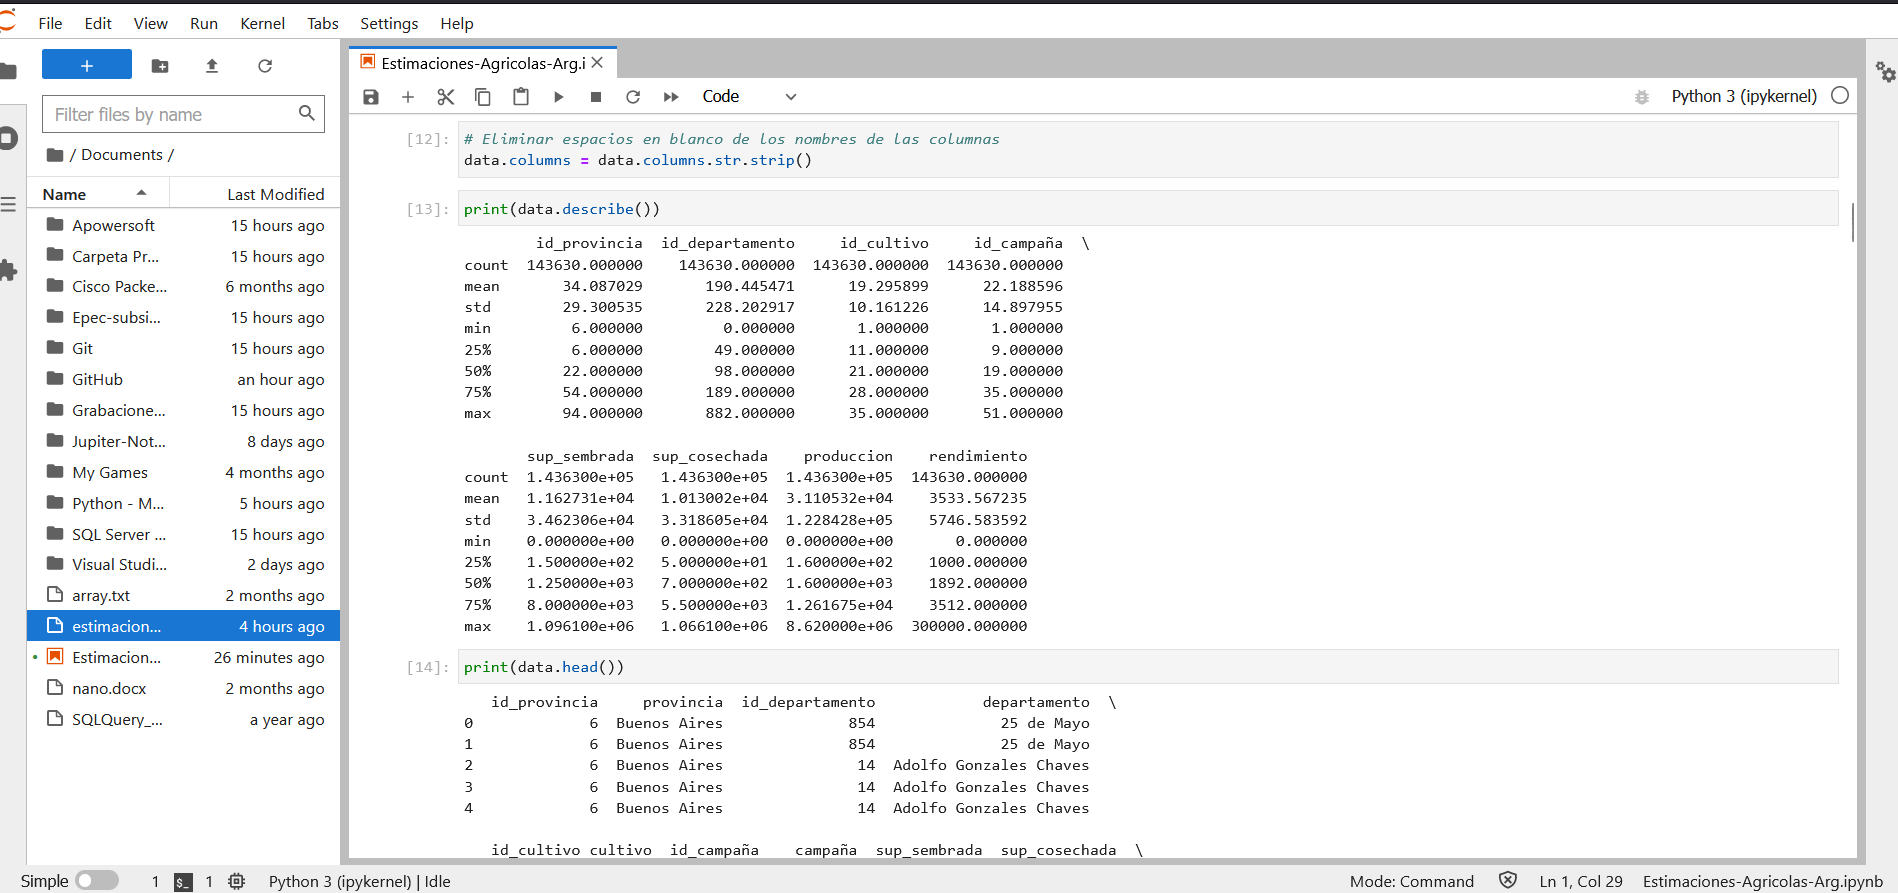 File Edit View Run Kernel Tabs Settings Help
+
Filter files by name
/ Documents /
Name Last Modified
Apowersoft 15 hours ago
Carpeta Pr... 15 hours ago
Cisco Packe... 6 months ago
Epec-subsi... 15 hours ago
Git 15 hours ago
GitHub an hour ago
Grabacione... 15 hours ago
Jupiter-Not... 8 days ago
My Games 4 months ago
Python - M... 5 hours ago
SQL Server ... 15 hours ago
Visual Studi... 2 days ago
array.txt 2 months ago
estimacion... 4 hours ago
Estimacion... 26 minutes ago
nano.docx 2 months ago
SQLQuery_... a year ago
Estimaciones-Agricolas-Arg.i
Code Python 3 (ipykernel)
[12]: # Eliminar espacios en blanco de los nombres de las columnas
data.columns = data.columns.str.strip()
[13]: print(data.describe())
id_provincia id_departamento id_cultivo id_campaña \
count 143630.000000 143630.000000 143630.000000 143630.000000
mean 34.087029 190.445471 19.295899 22.188596
std 29.300535 228.202917 10.161226 14.897955
min 6.000000 0.000000 1.000000 1.000000
25% 6.000000 49.000000 11.000000 9.000000
50% 22.000000 98.000000 21.000000 19.000000
75% 54.000000 189.000000 28.000000 35.000000
max 94.000000 882.000000 35.000000 51.000000
sup_sembrada sup_cosechada produccion rendimiento
count 1.436300e+05 1.436300e+05 1.436300e+05 143630.000000
mean 1.162731e+04 1.013002e+04 3.110532e+04 3533.567235
std 3.462306e+04 3.318605e+04 1.228428e+05 5746.583592
min 0.000000e+00 0.000000e+00 0.000000e+00 0.000000
25% 1.500000e+02 5.000000e+01 1.600000e+02 1000.000000
50% 1.250000e+03 7.000000e+02 1.600000e+03 1892.000000
75% 8.000000e+03 5.500000e+03 1.261675e+04 3512.000000
max 1.096100e+06 1.066100e+06 8.620000e+06 300000.000000
[14]: print(data.head())
id_provincia provincia id_departamento departamento \
0 6 Buenos Aires 854 25 de Mayo
1 6 Buenos Aires 854 25 de Mayo
2 6 Buenos Aires 14 Adolfo Gonzales Chaves
3 6 Buenos Aires 14 Adolfo Gonzales Chaves
4 6 Buenos Aires 14 Adolfo Gonzales Chaves
id_cultivo cultivo id_campaña campaña sup_sembrada sup_cosechada \
Simple 1 $_ 1 Python 3 (ipykernel) | Idle Mode: Command Ln 1, Col 29 Estimaciones-Agricolas-Arg.ipynb